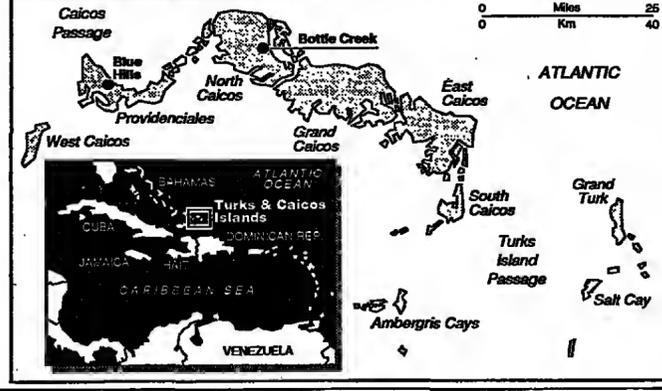 Caicos
Passage
Blue
Hills
Providenciales
West Caicos
North
Caicos
Bottle Creek
Grand
Caicos
East
Caicos
South
Caicos
0 Miles 25
0 Km 40
ATLANTIC
OCEAN
Grand
Turk
Turks
Island
Passage
Salt Cay
Ambergris Cays
BAHAMAS
ATLANTIC
OCEAN
Turks & Caicos
Islands
CUBA
DOMINICAN REP.
JAMAICA
HAITI
CARIBBEAN SEA
VENEZUELA